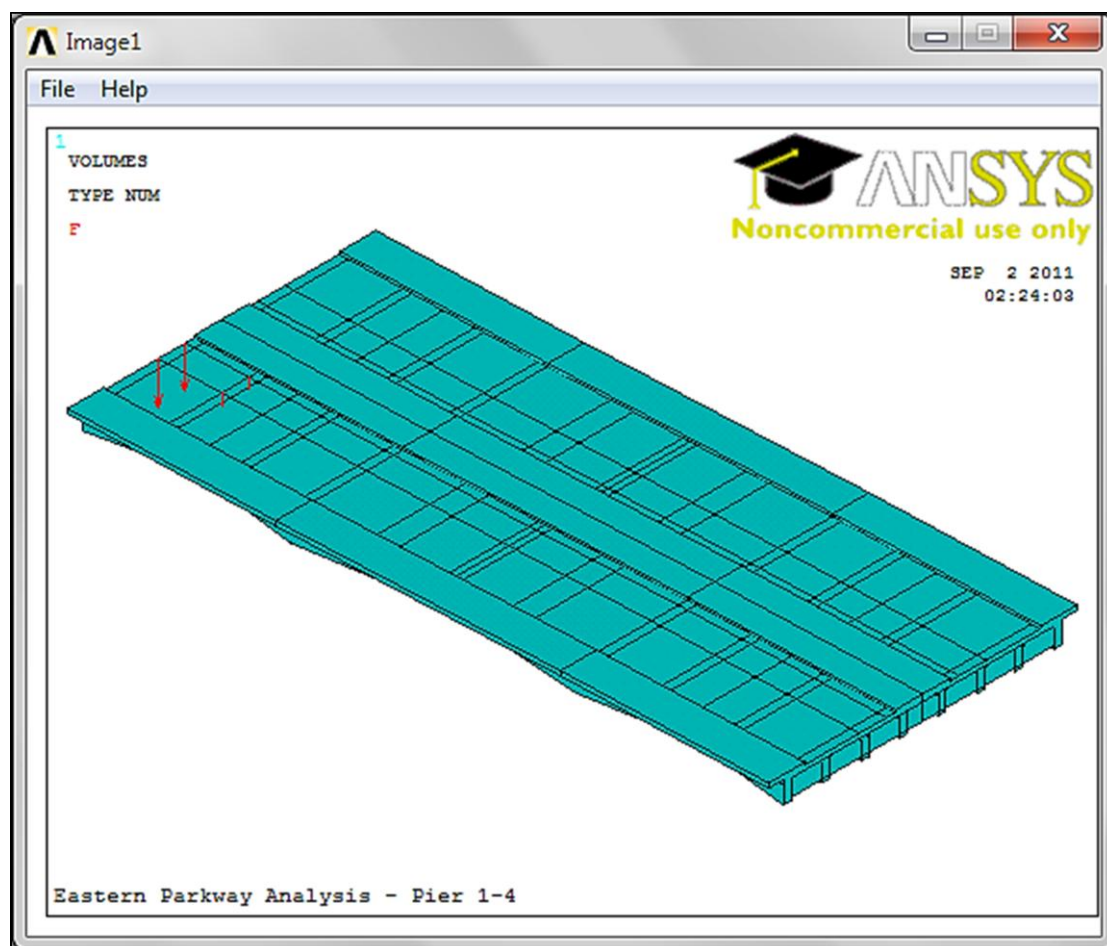 Image1
File Help
1
VOLUMES
TYPE NUM
F
ANSYS
Noncommercial use only
SEP 2 2011
02:24:03
Eastern Parkway Analysis - Pier 1-4